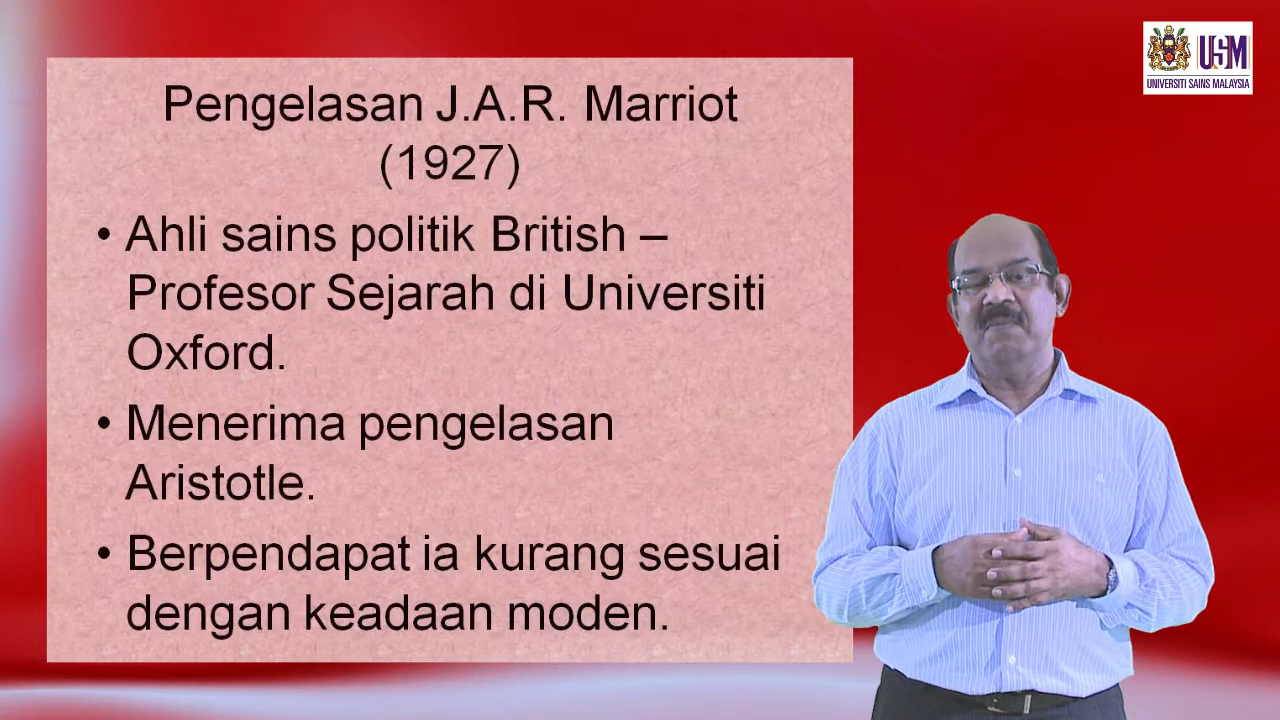 Pengelasan J.A.R. Marriot
(1927)
• Ahli sains politik British –
Profesor Sejarah di Universiti
Oxford.
• Menerima pengelasan
Aristotle.
• Berpendapat ia kurang sesuai
dengan keadaan moden.
USM
UNIVERSITI SAINS MALAYSIA